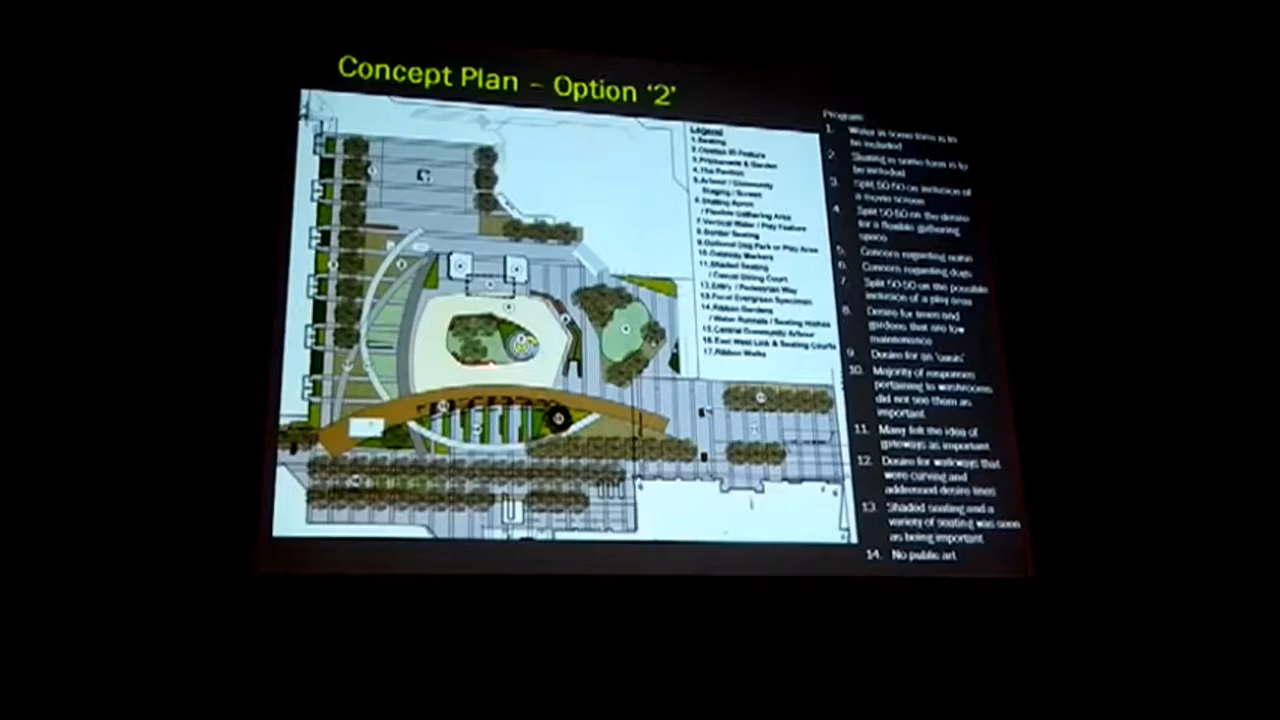 Concept Plan - Option '2'
Legend
1.Seating
3.Promenade & Garden
4.The Pavilion
5.Arbour / Community
Staging / Screen
6.Skating Apron
/ Flexible Gathering Area
7.Vertical Water / Play Feature
8.Border Seating
9.Optional Dog Park or Play Area
10.Gateway Markers
11.Shaded Seating
/ Casual Dining Court
12.Entry / Pedestrian Way
13.Focal Evergreen Specimen
14.Ribbon Gardens
/ Water Runnels / Seating Niches
15.Central Community Arbour
16.East West Link & Seating Courts
17.Ribbon Walks
Program
1. Water in some form is to
be included
2. Skating in some form is to
be included
3. Split 50-50 on inclusion of
a movie screen
4. Split 50-50 on the desire
for a flexible gathering
space
5. Concern regarding noise
6. Concern regarding dogs
7. Split 50-50 on the possible
inclusion of a play area
8. Desire for trees and
gardens that are low
maintenance
9. Desire for an 'oasis'
10. Majority of responses
pertaining to washrooms
did not see them as
important
11. Many felt the idea of
gateways as important
12. Desire for walkways that
were curving and
addressed desire lines
13. Shaded seating and a
variety of seating was seen
as being important
14. No public art